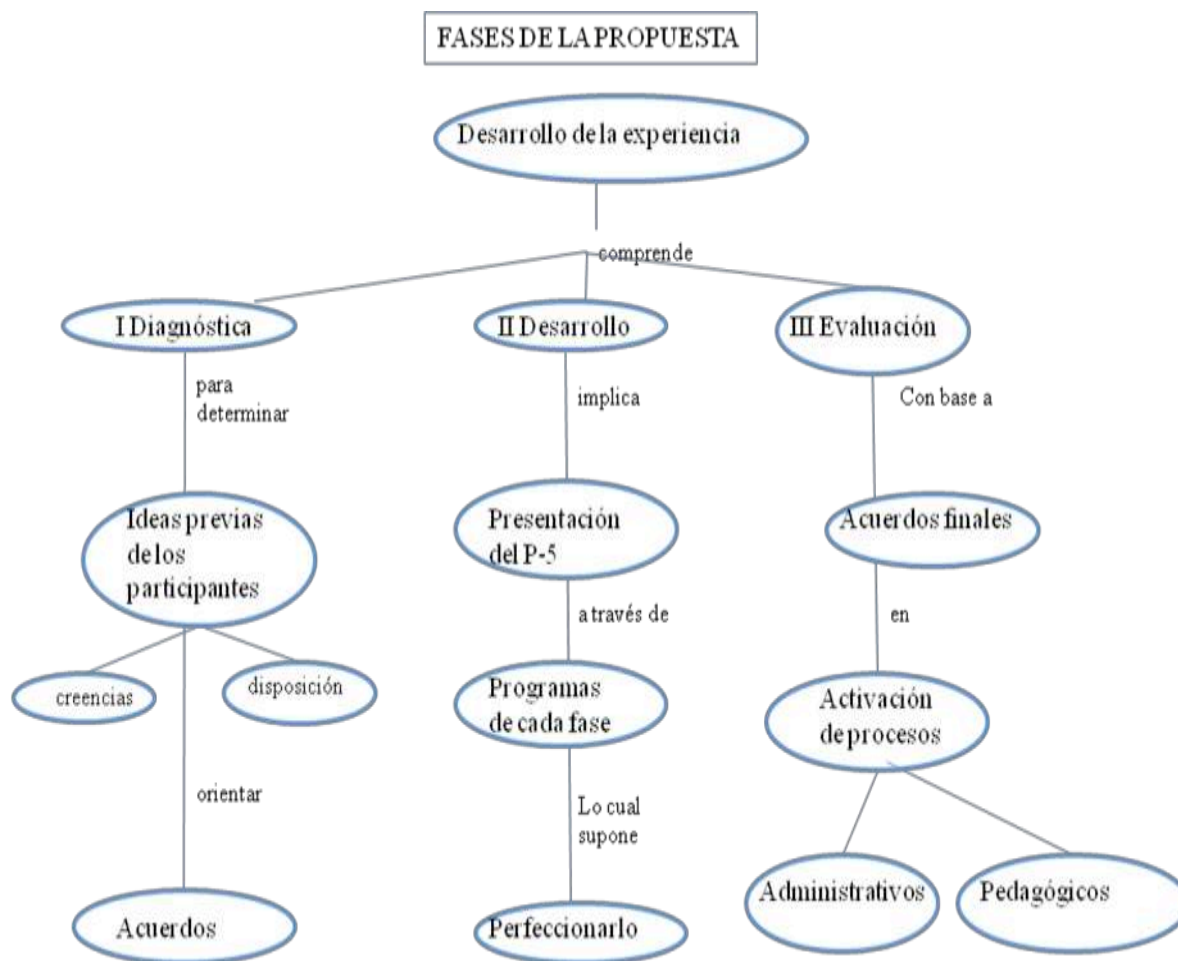 FASES DE LA PROPUESTA
Desarrollo de la experiencia
comprende
I Diagnóstica
II Desarrollo
III Evaluación
para
determinar
implica
Con base a
Ideas previas
de los
participantes
Presentación
del P-5
Acuerdos finales
a través de
en
creencias
disposición
Programas
de cada fase
Activación
de procesos
orientar
Lo cual
supone
Administrativos
Pedagógicos
Acuerdos
Perfeccionarlo